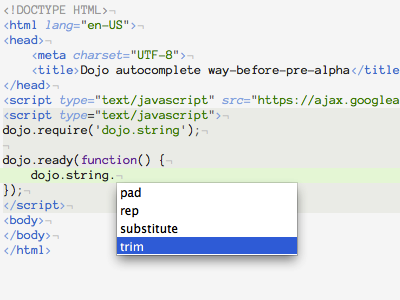 <!DOCTYPE HTML>¬
<html lang="en-US">¬
<head>¬
    <meta charset="UTF-8">¬
    <title>Dojo autocomplete way-before-pre-alpha</title
</head>¬
<script type="text/javascript" src="https://ajax.googlea
<script type="text/javascript">¬
dojo.require('dojo.string');¬
¬
dojo.ready(function() {¬
    dojo.string.¬
});¬
</script>¬
<body>¬
</body>¬
</html>¬
pad
rep
substitute
trim